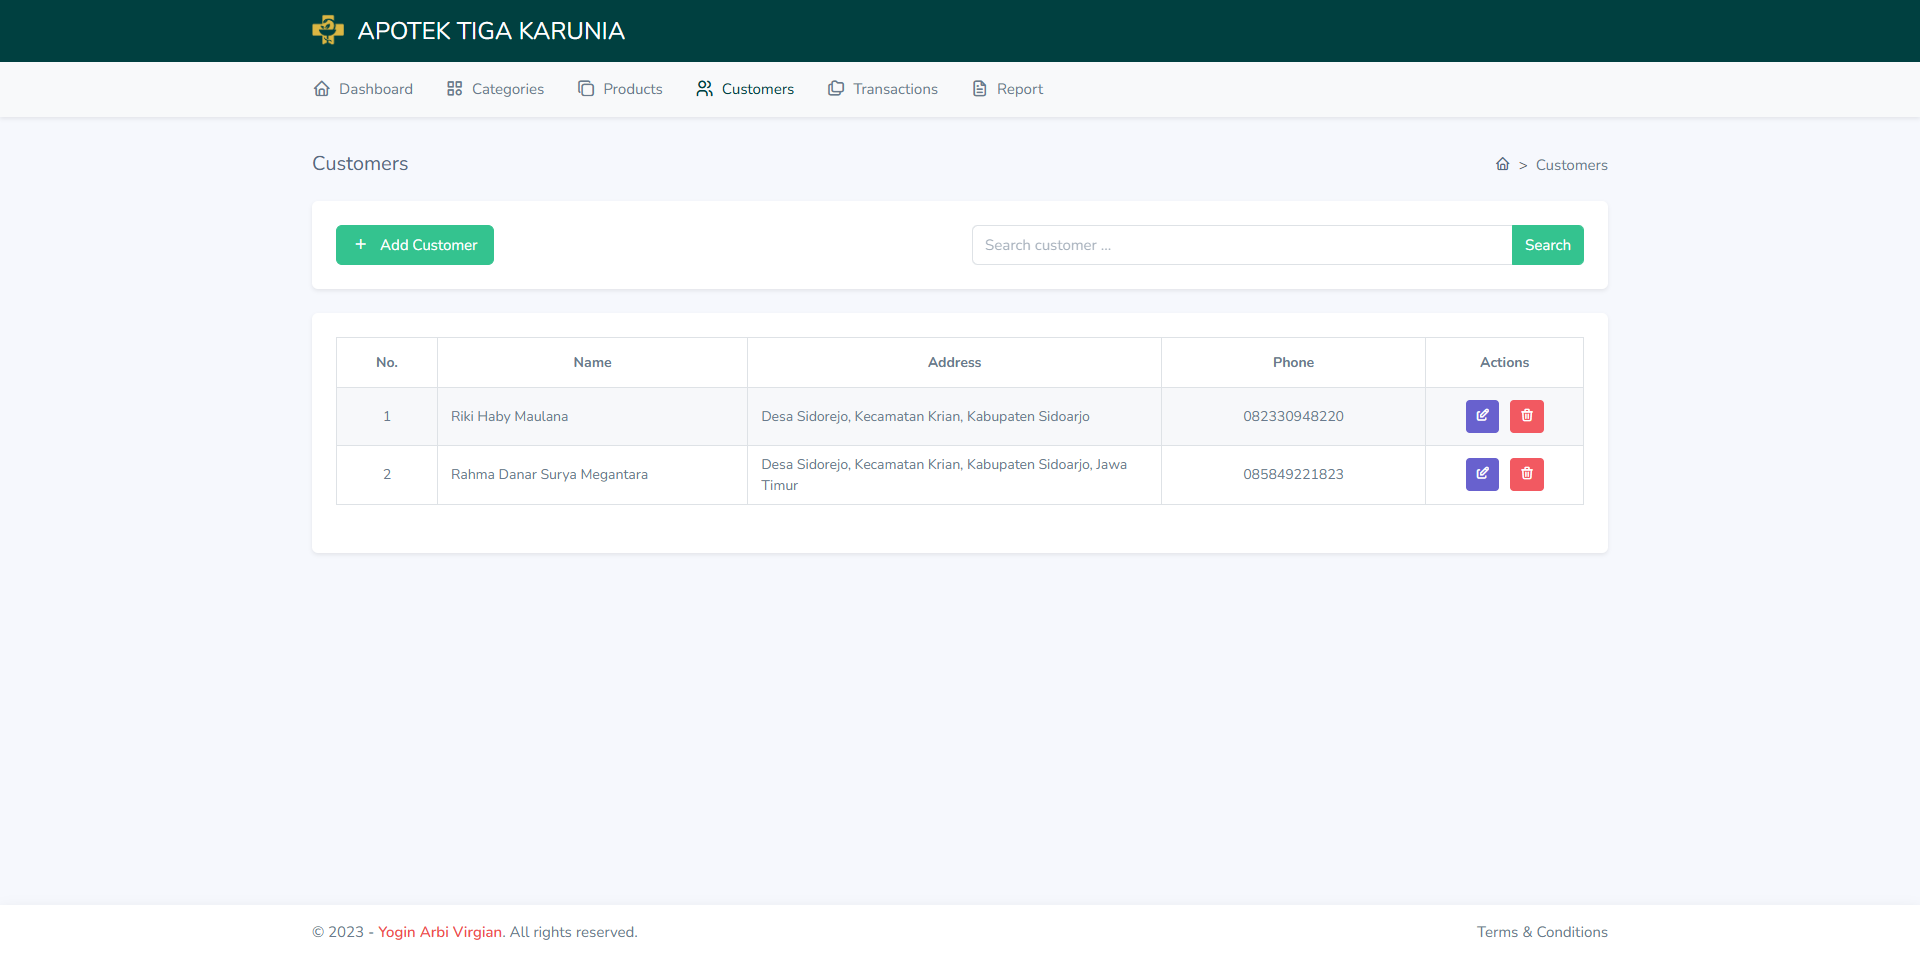 APOTEK TIGA KARUNIA
Dashboard Categories Products Customers Transactions Report
Customers
> Customers
+ Add Customer
Search customer ...
Search
No. Name Address Phone Actions
1 Riki Haby Maulana Desa Sidorejo, Kecamatan Krian, Kabupaten Sidoarjo 082330948220
2 Rahma Danar Surya Megantara Desa Sidorejo, Kecamatan Krian, Kabupaten Sidoarjo, Jawa
Timur 085849221823
© 2023 - Yogin Arbi Virgian. All rights reserved.
Terms & Conditions